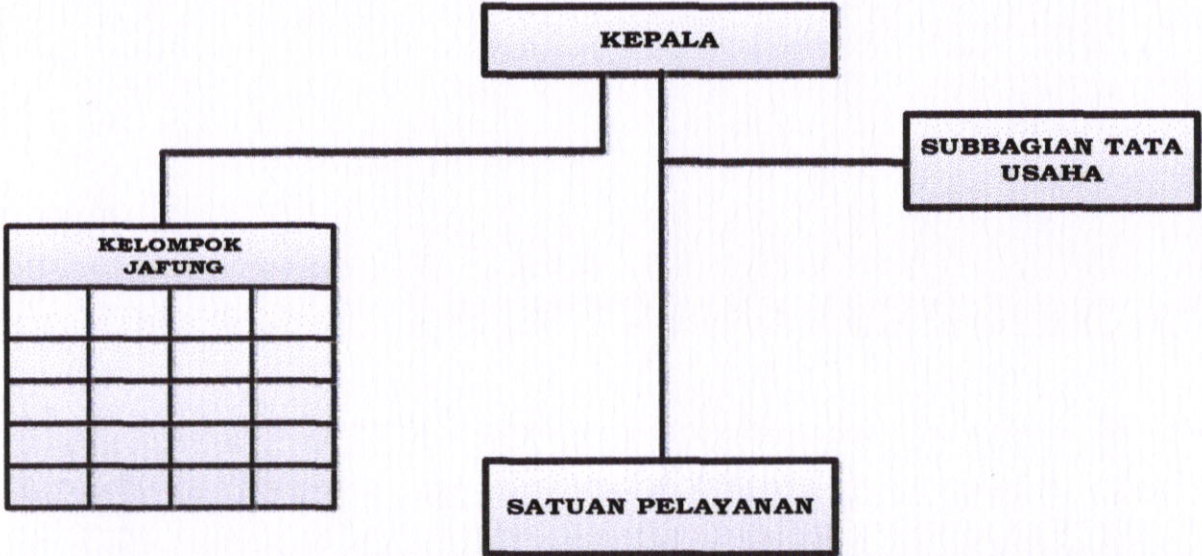 KEPALA
SUBBAGIAN TATA
USAHA
KELOMPOK
JAFUNG
SATUAN PELAYANAN